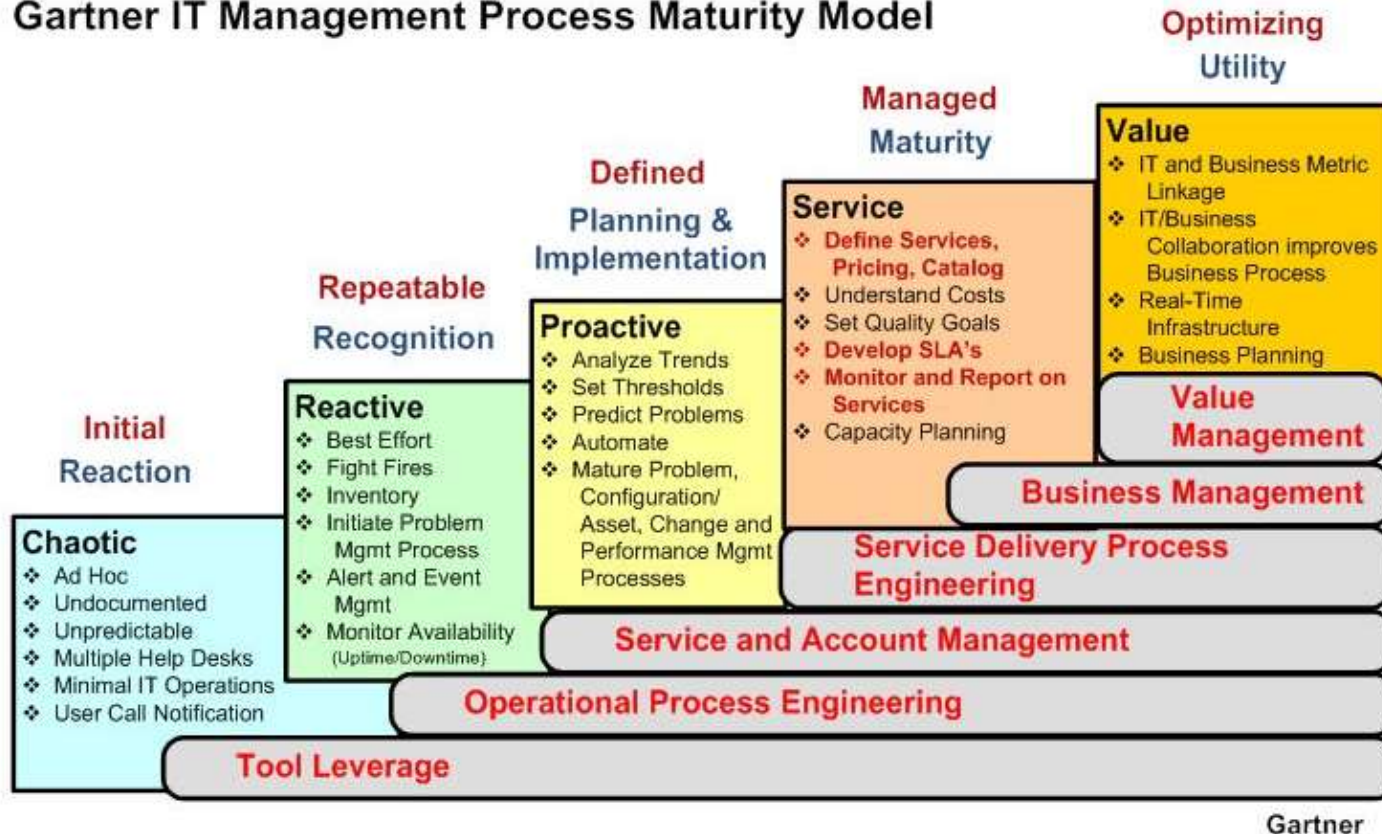 Gartner IT Management Process Maturity Model
Initial
Reaction
Chaotic
❖ Ad Hoc
❖ Undocumented
❖ Unpredictable
❖ Multiple Help Desks
❖ Minimal IT Operations
❖ User Call Notification
Repeatable
Recognition
Reactive
❖ Best Effort
❖ Fight Fires
❖ Inventory
❖ Initiate Problem
Mgmt Process
❖ Alert and Event
Mgmt
❖ Monitor Availability
(Uptime/Downtime)
Defined
Planning &
Implementation
Proactive
❖ Analyze Trends
❖ Set Thresholds
❖ Predict Problems
❖ Automate
❖ Mature Problem,
Configuration/
Asset, Change and
Performance Mgmt
Processes
Managed
Maturity
Service
❖ Define Services,
Pricing, Catalog
❖ Understand Costs
❖ Set Quality Goals
❖ Develop SLA's
❖ Monitor and Report on
Services
❖ Capacity Planning
Optimizing
Utility
Value
❖ IT and Business Metric
Linkage
❖ IT/Business
Collaboration improves
Business Process
❖ Real-Time
Infrastructure
❖ Business Planning
Value
Management
Business Management
Service Delivery Process
Engineering
Service and Account Management
Operational Process Engineering
Tool Leverage
Gartner